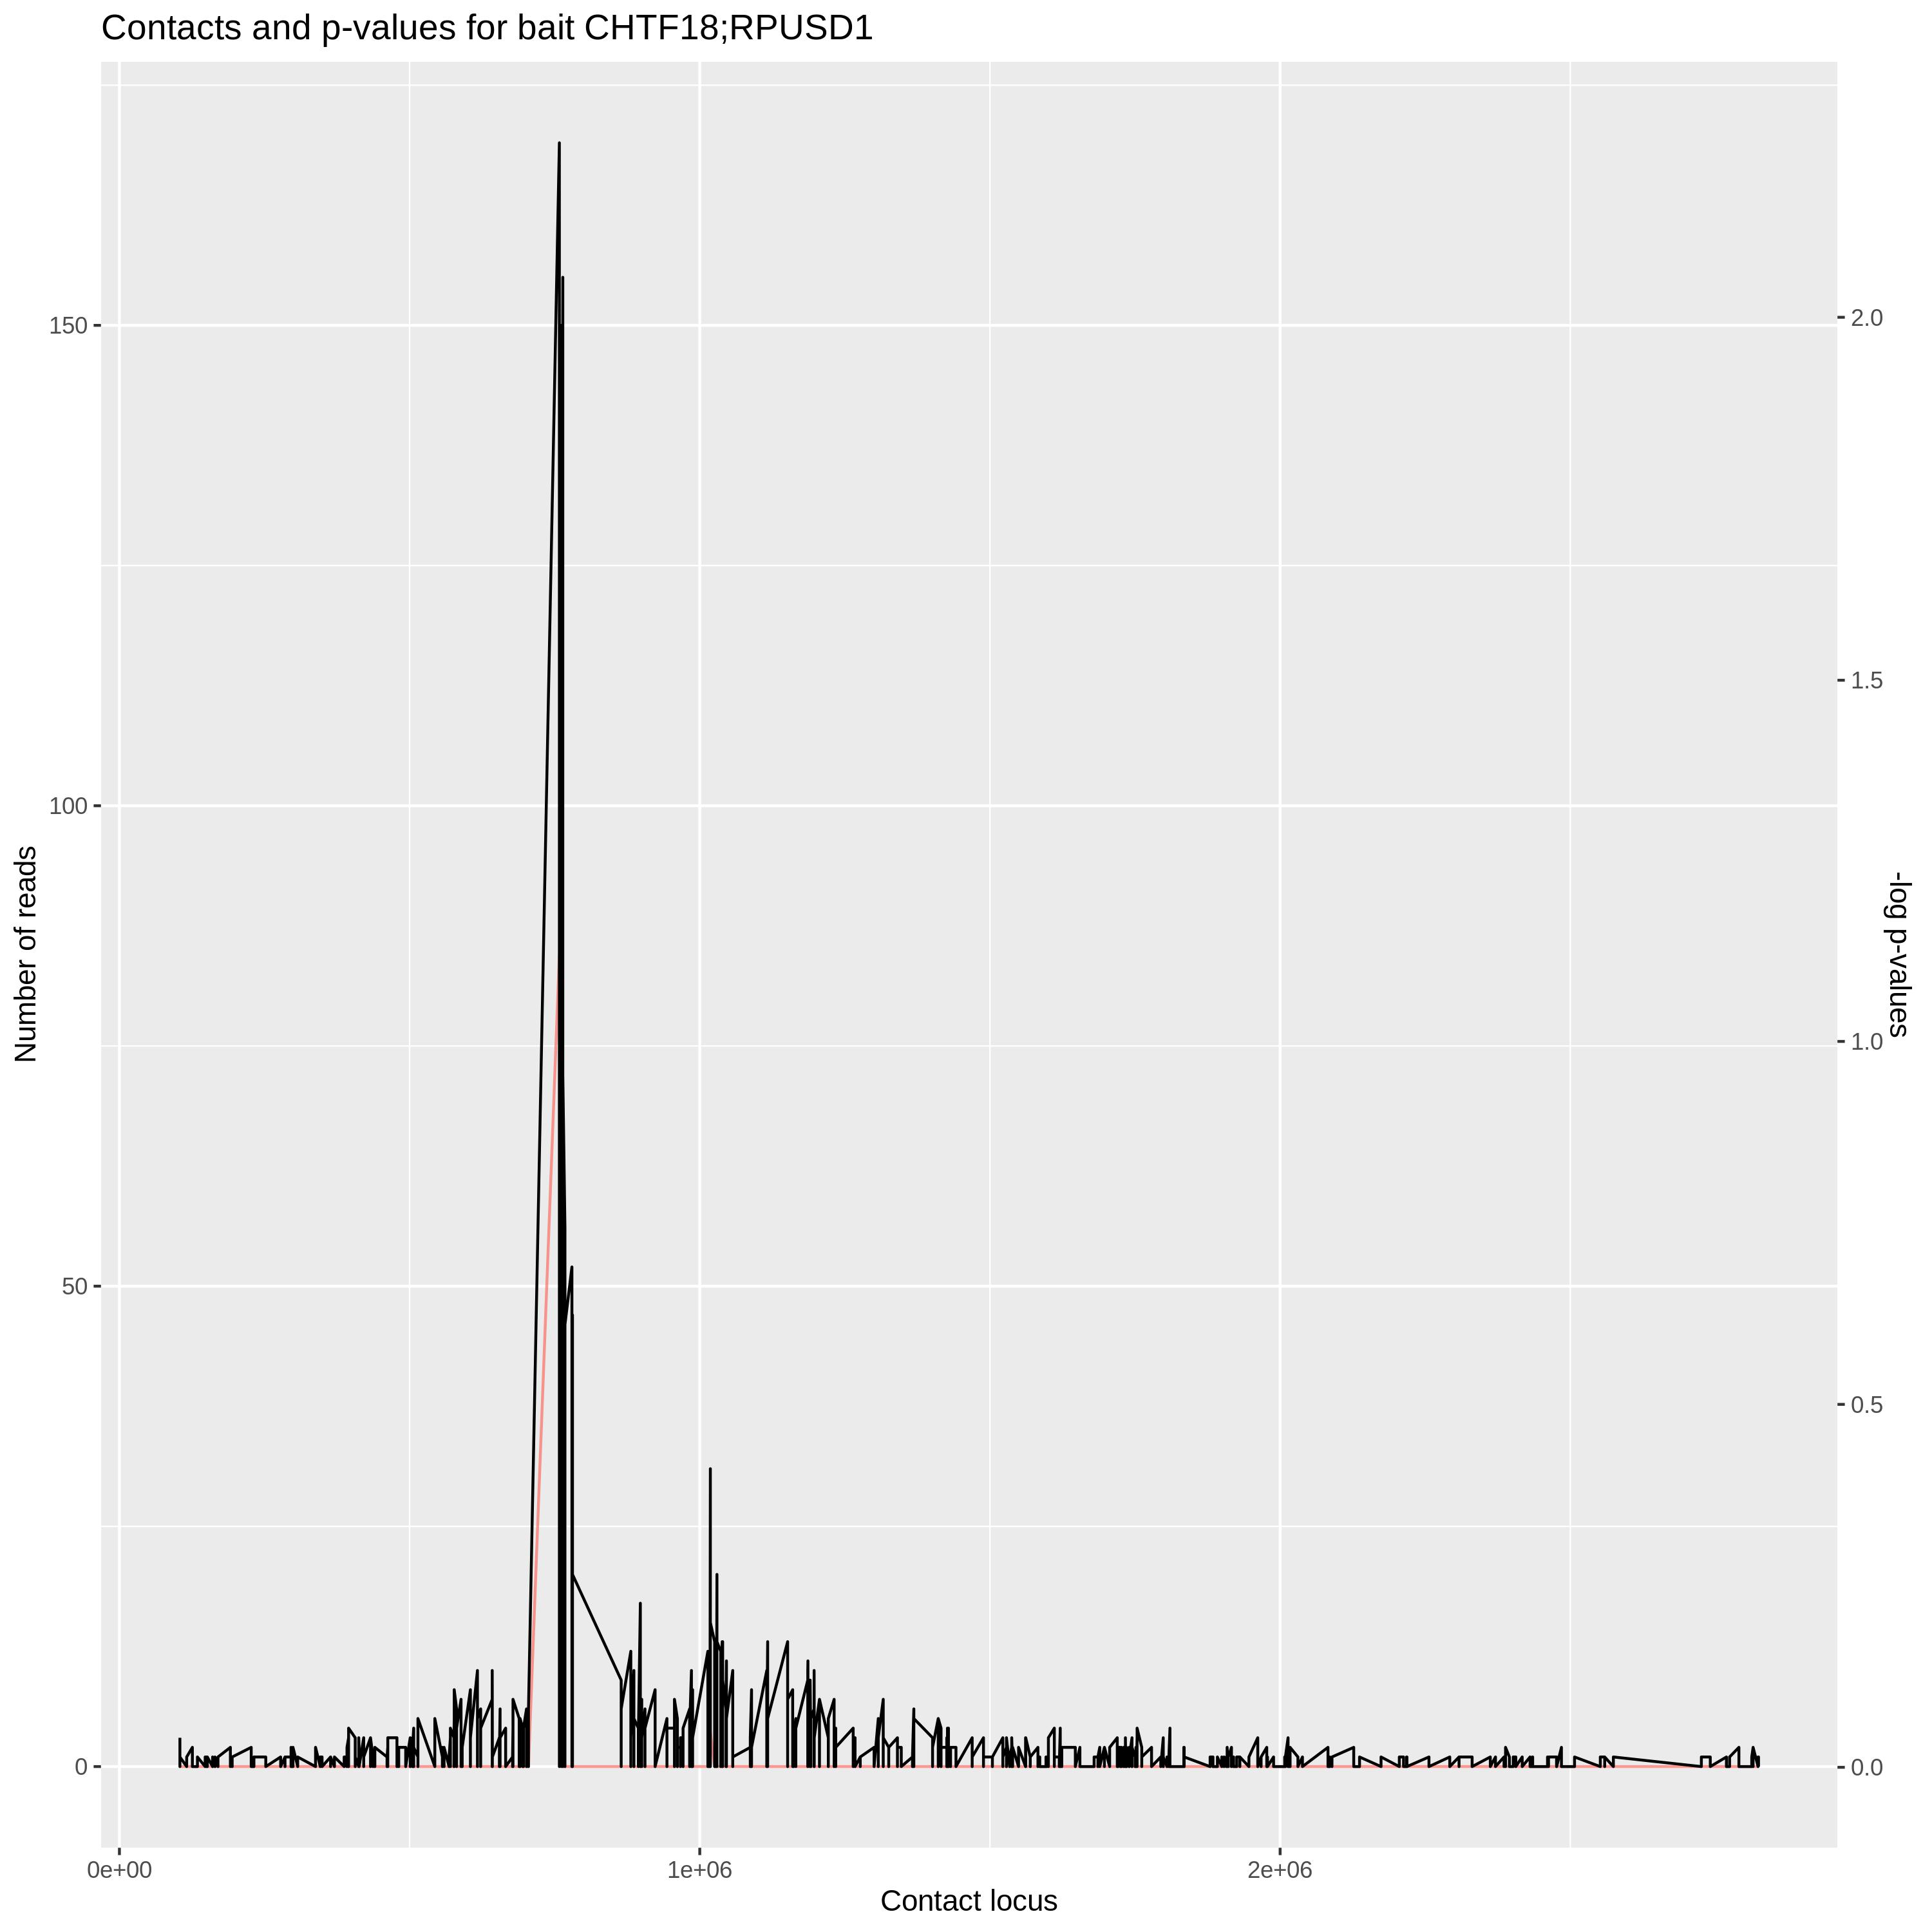 Contacts and p-values for bait CHTF18;RPUSD1
Number of reads
150
100
50
0
2.0
1.5
1.0
0.5
0.0
-log p-values
0e+00
1e+06
2e+06
Contact locus